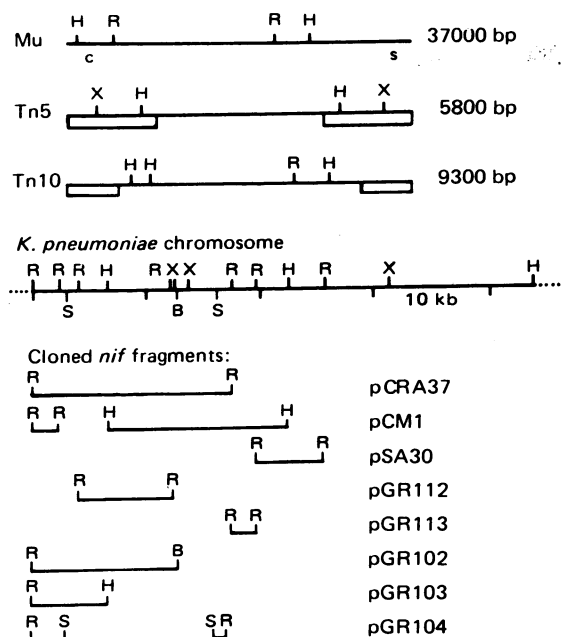 H R R H
Mu 37000 bp
c s
X H H X
Tn5 5800 bp
H H R H
Tn10 9300 bp
K. pneumoniae chromosome
R R R H R X X R R H R X H
S B S 10 kb
Cloned nif fragments:
R R pCRA37
R R H H pCM1
R R pSA30
R R pGR112
R R pGR113
R B pGR102
R H pGR103
R S S R pGR104